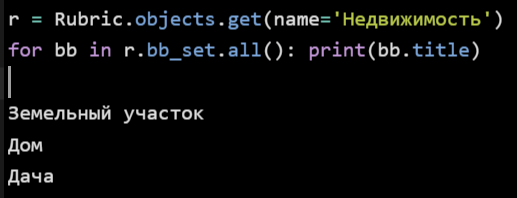 r = Rubric.objects.get(name='Недвижимость')
for bb in r.bb_set.all(): print(bb.title)
Земельный участок
Дом
Дача